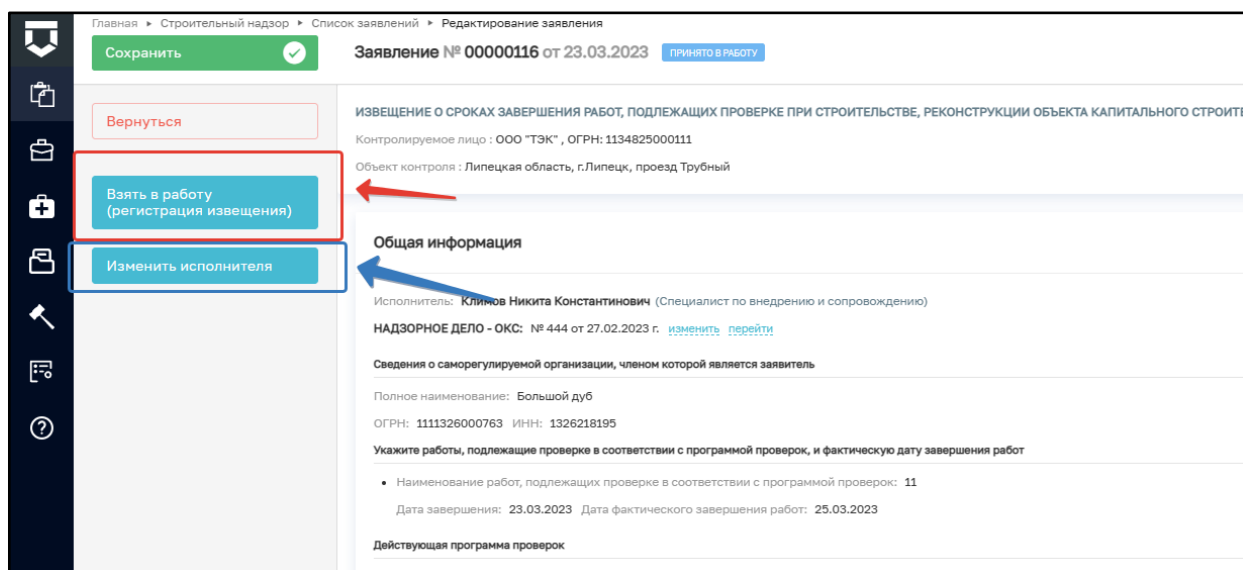 Главная ▸ Строительный надзор ▸ Список заявлений ▸ Редактирование заявления
Сохранить
Заявление № 00000116 от 23.03.2023 ПРИНЯТО В РАБОТУ
Вернуться
ИЗВЕЩЕНИЕ О СРОКАХ ЗАВЕРШЕНИЯ РАБОТ, ПОДЛЕЖАЩИХ ПРОВЕРКЕ ПРИ СТРОИТЕЛЬСТВЕ, РЕКОНСТРУКЦИИ ОБЪЕКТА КАПИТАЛЬНОГО СТРОИТЕ
Контролируемое лицо : ООО "ТЭК" , ОГРН: 1134825000111
Объект контроля : Липецкая область, г.Липецк, проезд Трубный
Взять в работу
(регистрация извещения)
Изменить исполнителя
Общая информация
Исполнитель: Климов Никита Константинович (Специалист по внедрению и сопровождению)
НАДЗОРНОЕ ДЕЛО - ОКС: № 444 от 27.02.2023 г. изменить перейти
Сведения о саморегулируемой организации, членом которой является заявитель
Полное наименование: Большой дуб
ОГРН: 1111326000763 ИНН: 1326218195
Укажите работы, подлежащие проверке в соответствии с программой проверок, и фактическую дату завершения работ
• Наименование работ, подлежащих проверке в соответствии с программой проверок: 11
Дата завершения: 23.03.2023 Дата фактического завершения работ: 25.03.2023
Действующая программа проверок